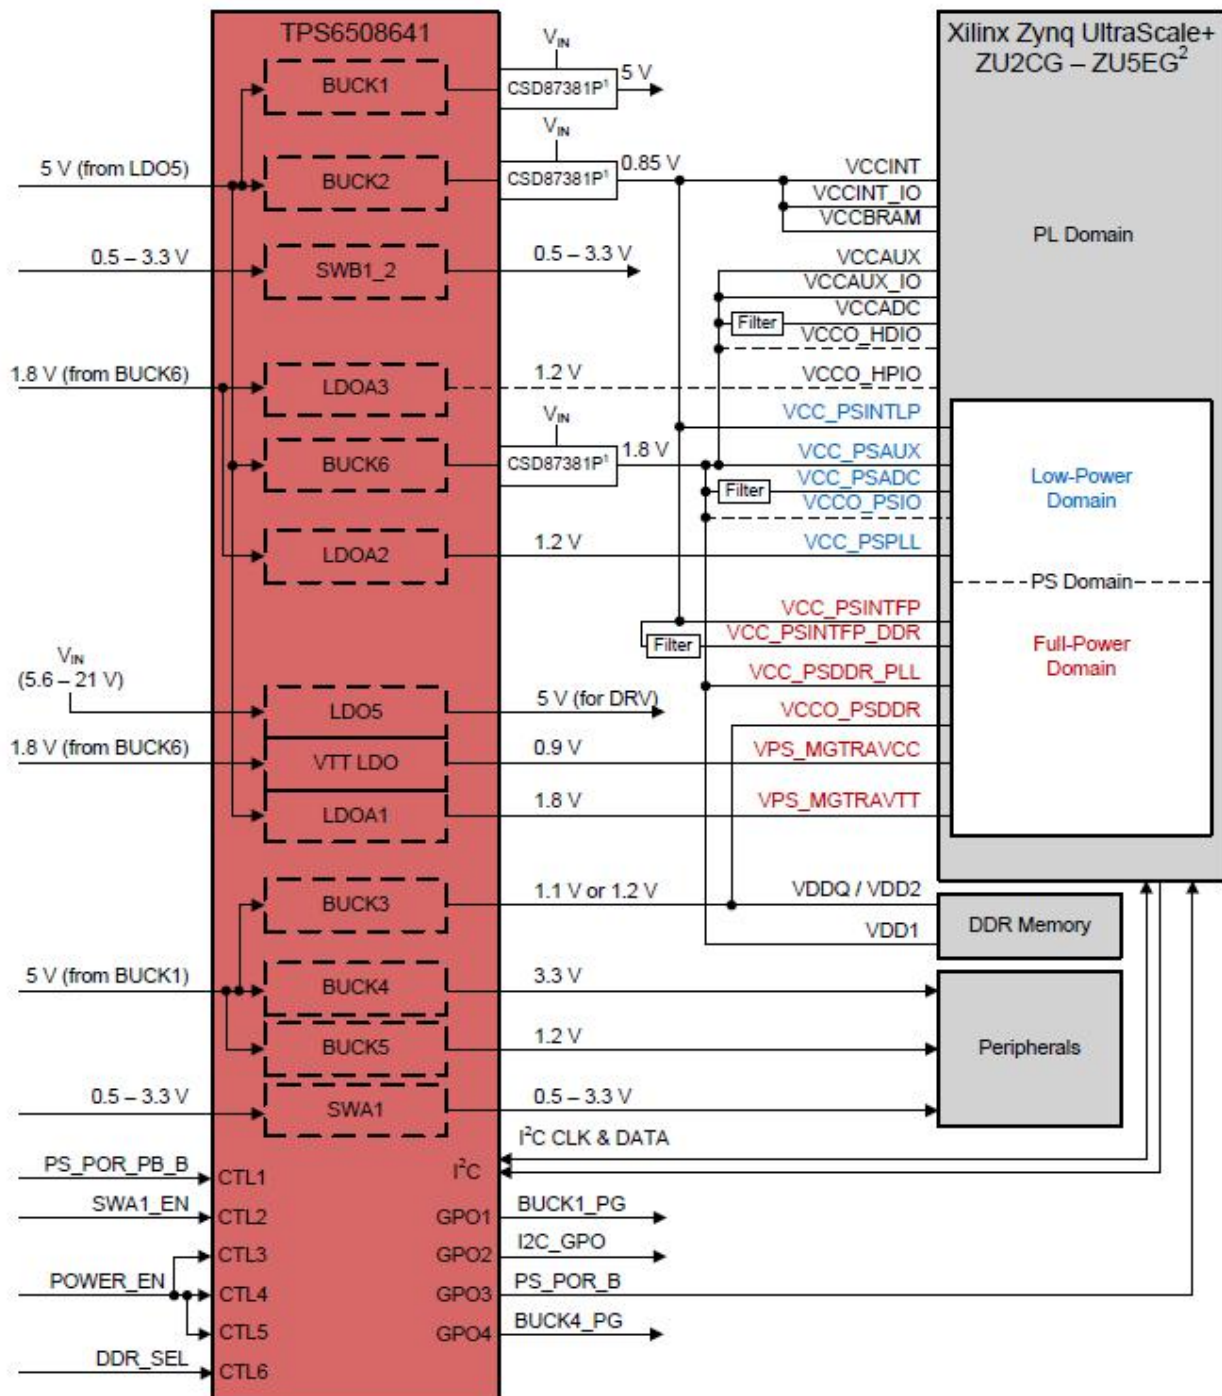 TPS6508641
Xilinx Zynq UltraScale+
ZU2CG – ZU5EG²
V_IN
BUCK1
CSD87381P¹
5 V
V_IN
5 V (from LDO5)
BUCK2
CSD87381P¹
0.85 V
VCCINT
VCCINT_IO
VCCBRAM
PL Domain
0.5 – 3.3 V
SWB1_2
0.5 – 3.3 V
VCCAUX
VCCAUX_IO
Filter
VCCADC
VCCO_HDIO
1.8 V (from BUCK6)
LDOA3
1.2 V
VCCO_HPIO
V_IN
VCC_PSINTLP
BUCK6
CSD87381P¹
1.8 V
VCC_PSAUX
Filter
VCC_PSADC
VCCO_PSIO
Low-Power
Domain
LDOA2
1.2 V
VCC_PSPLL
PS Domain
VCC_PSINTFP
Filter
VCC_PSINTFP_DDR
Full-Power
Domain
V_IN
(5.6 – 21 V)
VCC_PSDDR_PLL
LDO5
5 V (for DRV)
VCCO_PSDDR
1.8 V (from BUCK6)
VTT LDO
0.9 V
VPS_MGTRAVCC
LDOA1
1.8 V
VPS_MGTRAVTT
BUCK3
1.1 V or 1.2 V
VDDQ / VDD2
VDD1
DDR Memory
5 V (from BUCK1)
BUCK4
3.3 V
BUCK5
1.2 V
Peripherals
0.5 – 3.3 V
SWA1
0.5 – 3.3 V
I²C CLK & DATA
I²C
PS_POR_PB_B
CTL1
SWA1_EN
CTL2
GPO1
BUCK1_PG
CTL3
GPO2
I2C_GPO
POWER_EN
CTL4
GPO3
PS_POR_B
CTL5
GPO4
BUCK4_PG
DDR_SEL
CTL6